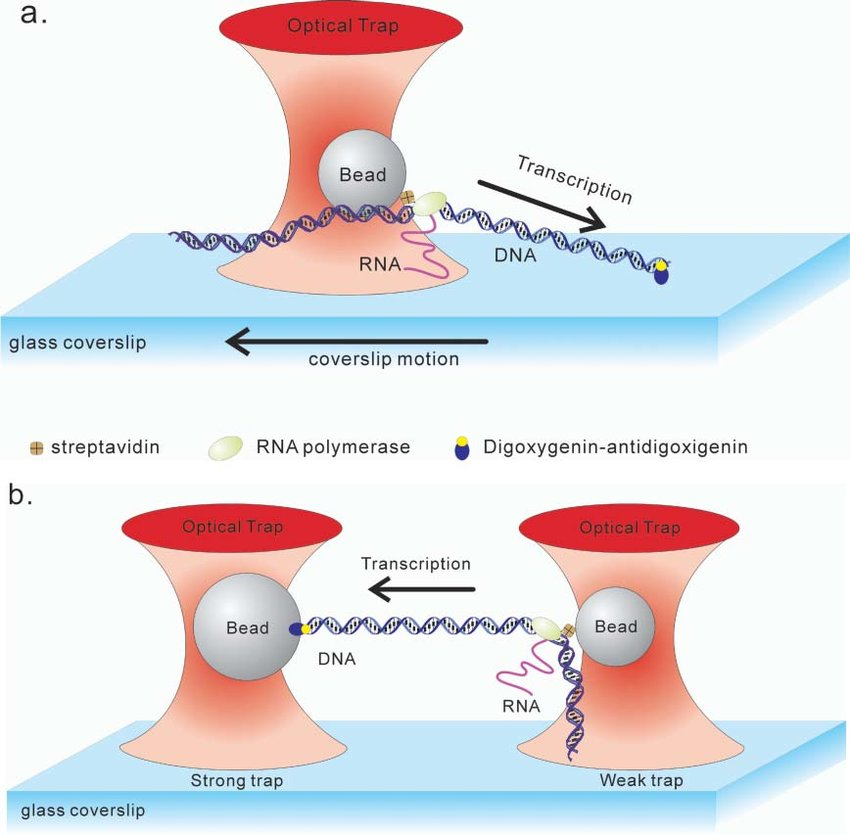 a.
Optical Trap
Bead
Transcription
RNA
DNA
glass coverslip
coverslip motion
streptavidin
RNA polymerase
Digoxygenin-antidigoxigenin
b.
Optical Trap
Optical Trap
Transcription
Bead
Bead
DNA
RNA
Strong trap
Weak trap
glass coverslip